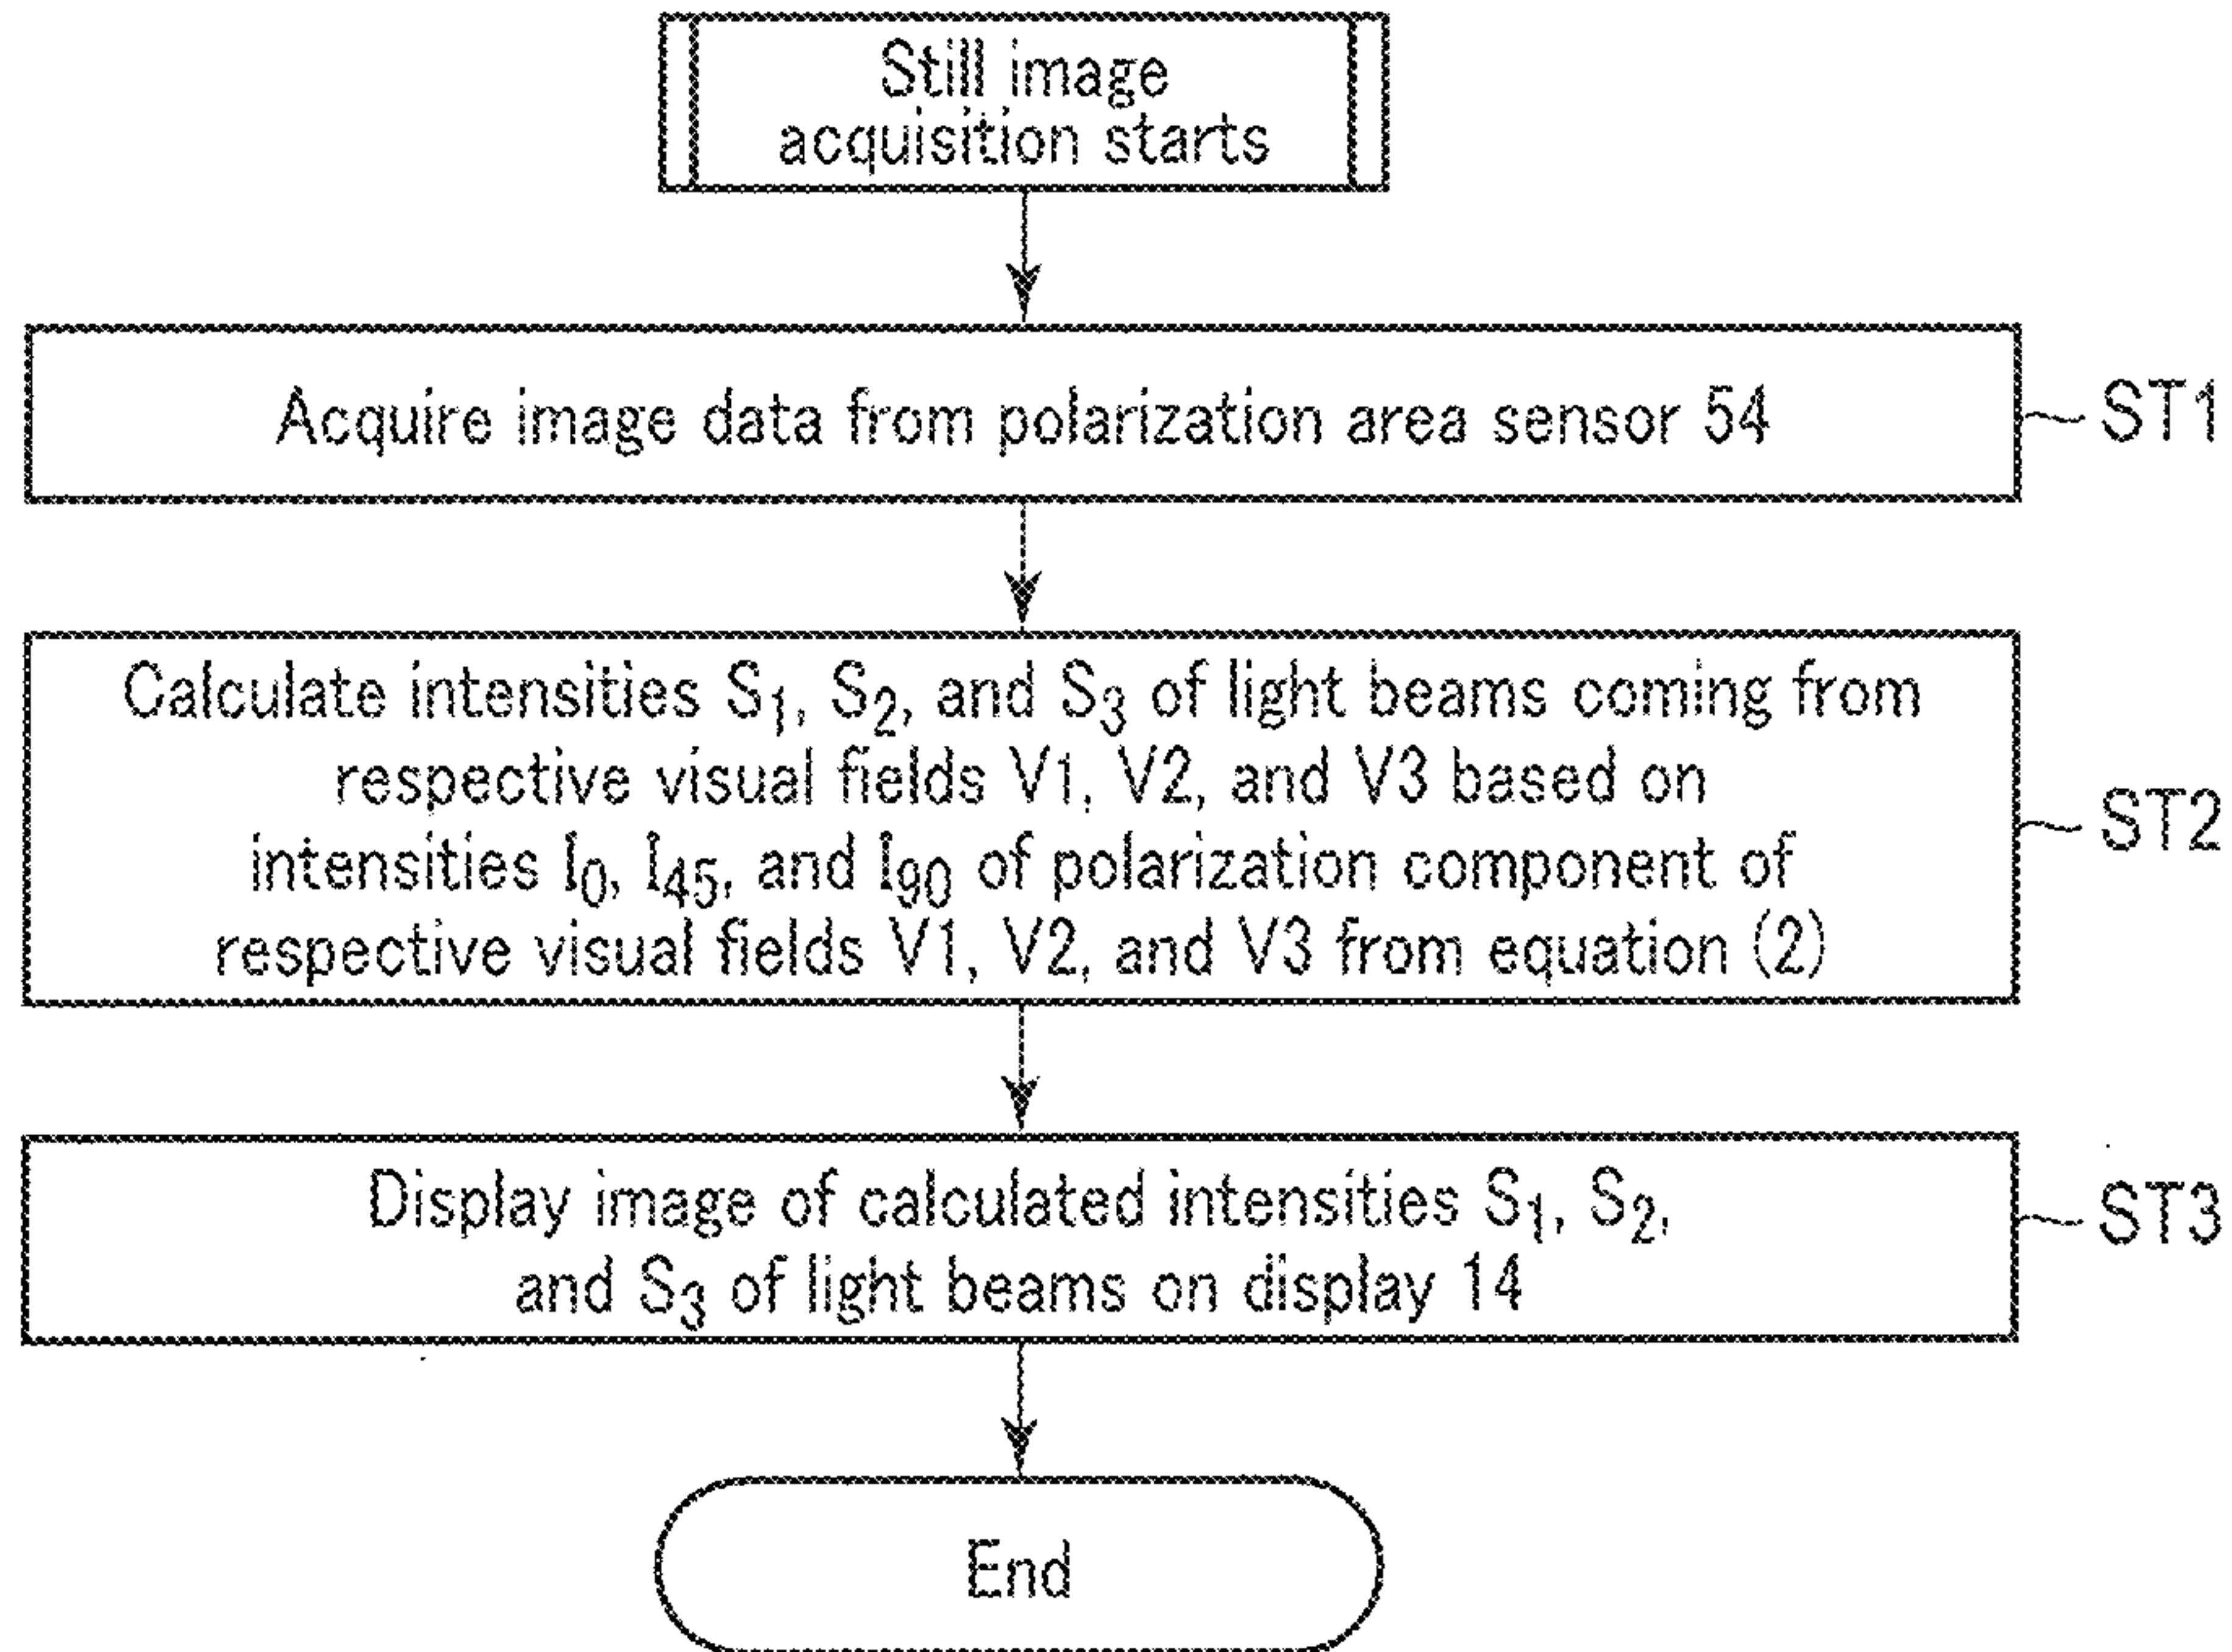 Still image
acquisition starts
Acquire image data from polarization area sensor 54
ST1
Calculate intensities S₁, S₂, and S₃ of light beams coming from
respective visual fields V1, V2, and V3 based on
intensities I₀, I₄₅, and I₉₀ of polarization component of
respective visual fields V1, V2, and V3 from equation (2)
ST2
Display image of calculated intensities S₁, S₂,
and S₃ of light beams on display 14
ST3
End